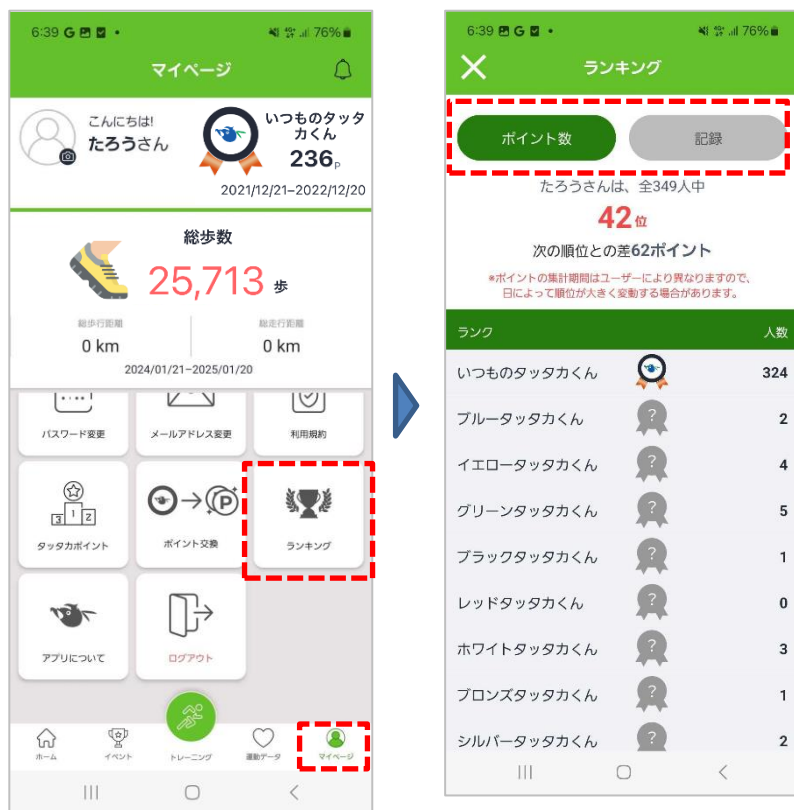 6:39 G
76%
マイページ
こんにちは!
たろうさん
いつものタッタ
カくん
236P
2021/12/21–2022/12/20
総歩数
25,713 歩
総歩行距離
総走行距離
0 km
0 km
2024/01/21–2025/01/20
パスワード変更
メールアドレス変更
利用規約
タッタカポイント
ポイント交換
ランキング
アプリについて
ログアウト
ホーム
イベント
トレーニング
運動データ
マイページ
6:39 G
76%
ランキング
ポイント数
記録
たろうさんは、全349人中
42位
次の順位との差62ポイント
*ポイントの集計期間はユーザーにより異なりますので、
日によって順位が大きく変動する場合があります。
ランク 人数
いつものタッタカくん 324
ブルータッタカくん ? 2
イエロータッタカくん ? 4
グリーンタッタカくん ? 5
ブラックタッタカくん ? 1
レッドタッタカくん ? 0
ホワイトタッタカくん ? 3
ブロンズタッタカくん ? 1
シルバータッタカくん ? 2